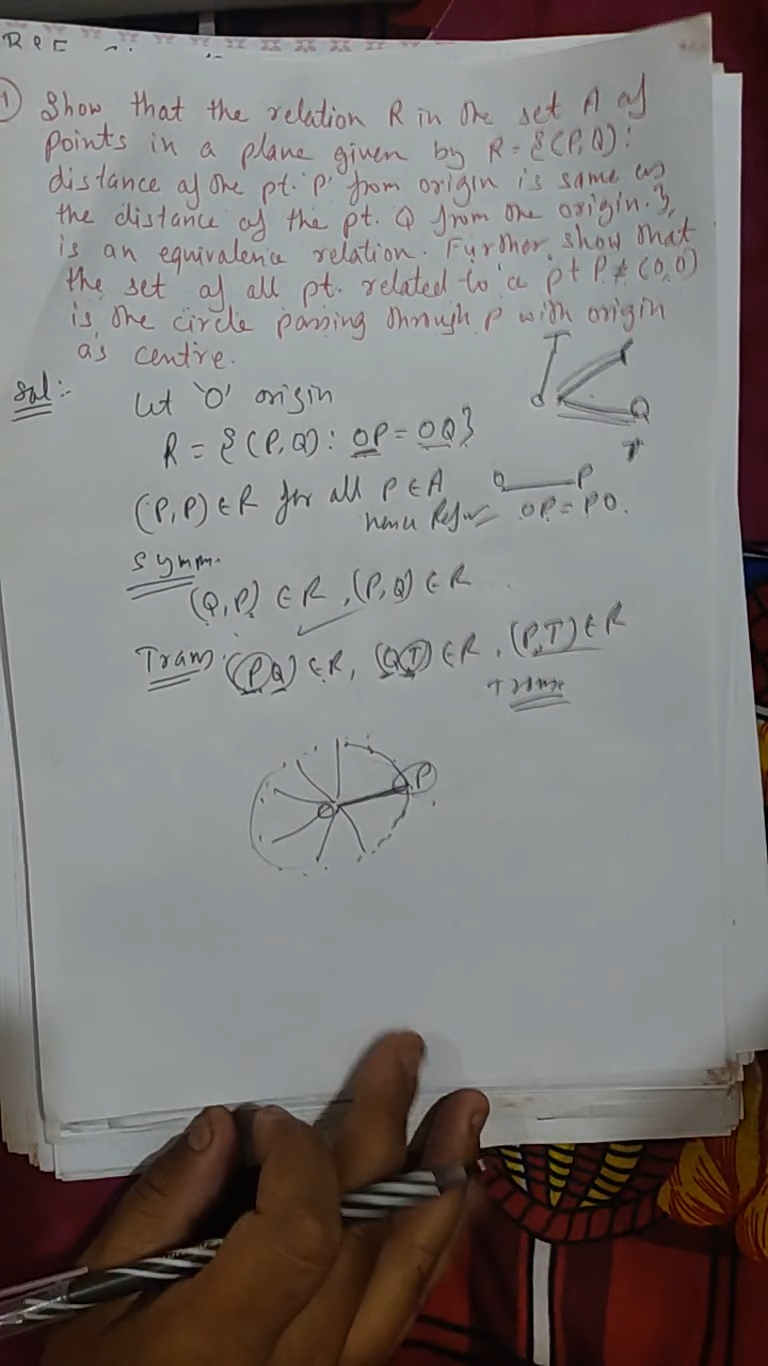 ① Show that the relation R in the set A of
points in a plane given by R = {(P,Q):
distance of the pt. 'P' from origin is same as
the distance of the pt. Q from the origin.},
is an equivalence relation. Further, show that
the set of all pt. related to a pt P ≠ (0,0)
is the circle passing through P with origin
as centre.
Sol:-
Let 'O' origin
R = {(P,Q): OP = OQ}
T
O
Q
T
(P,P) ∈ R for all P ∈ A
O P
OP = PO.
Symm.
(Q,P) ∈ R, (P,Q) ∈ R
Trans. (P,Q) ∈ R, (QT) ∈ R, (P,T) ∈ R
O
P